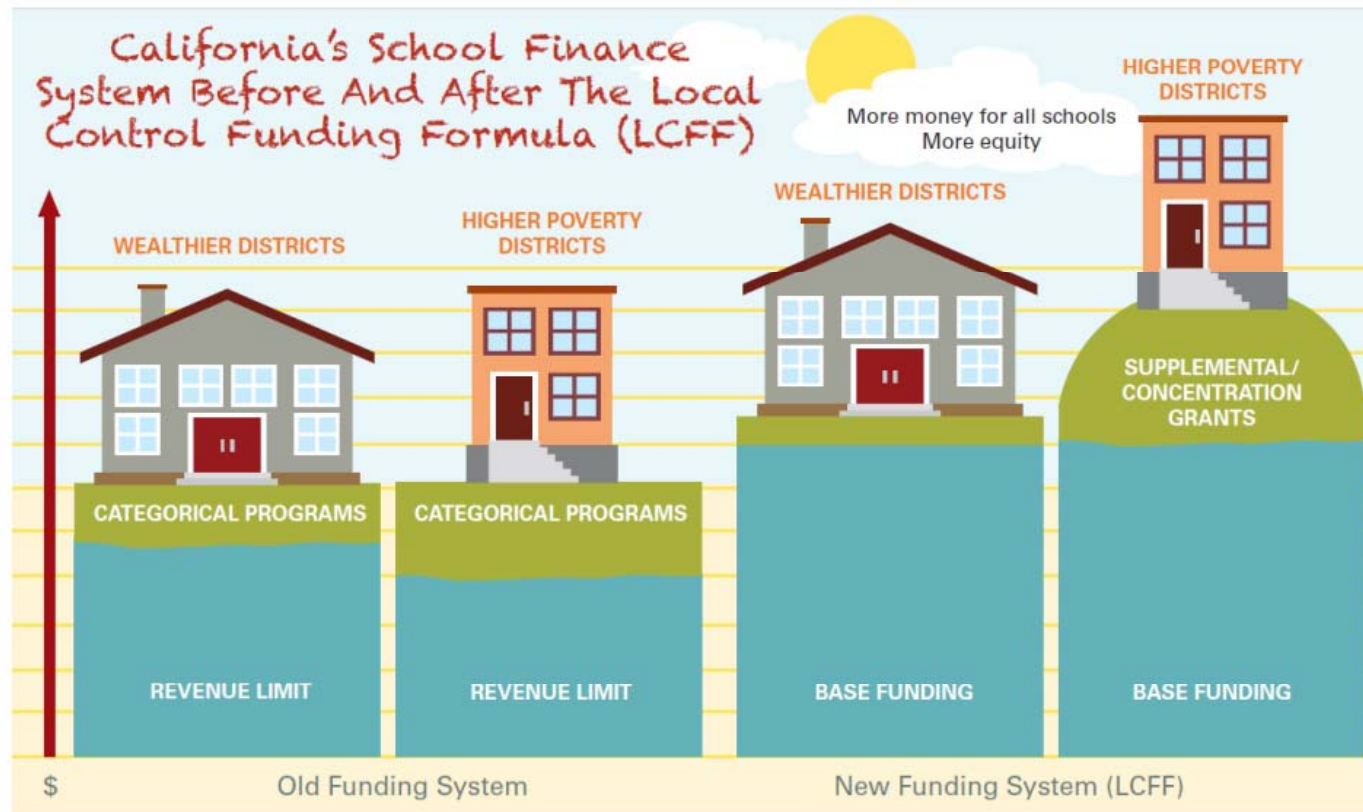 California's School Finance
System Before And After The Local
Control Funding Formula (LCFF)
More money for all schools
More equity
WEALTHIER DISTRICTS
HIGHER POVERTY
DISTRICTS
WEALTHIER DISTRICTS
HIGHER POVERTY
DISTRICTS
CATEGORICAL PROGRAMS
CATEGORICAL PROGRAMS
SUPPLEMENTAL/
CONCENTRATION
GRANTS
REVENUE LIMIT
REVENUE LIMIT
BASE FUNDING
BASE FUNDING
$
Old Funding System
New Funding System (LCFF)